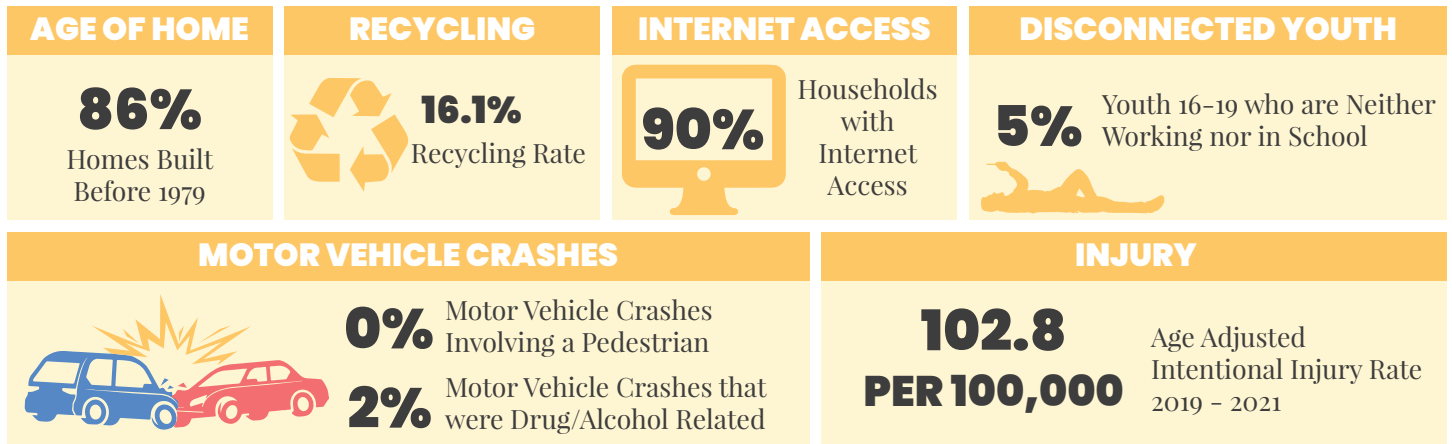 AGE OF HOME
86%
Homes Built
Before 1979
RECYCLING
16.1%
Recycling Rate
INTERNET ACCESS
90%
Households
with
Internet
Access
DISCONNECTED YOUTH
5%
Youth 16-19 who are Neither
Working nor in School
MOTOR VEHICLE CRASHES
0%
Motor Vehicle Crashes
Involving a Pedestrian
2%
Motor Vehicle Crashes that
were Drug/Alcohol Related
INJURY
102.8
PER 100,000
Age Adjusted
Intentional Injury Rate
2019 - 2021